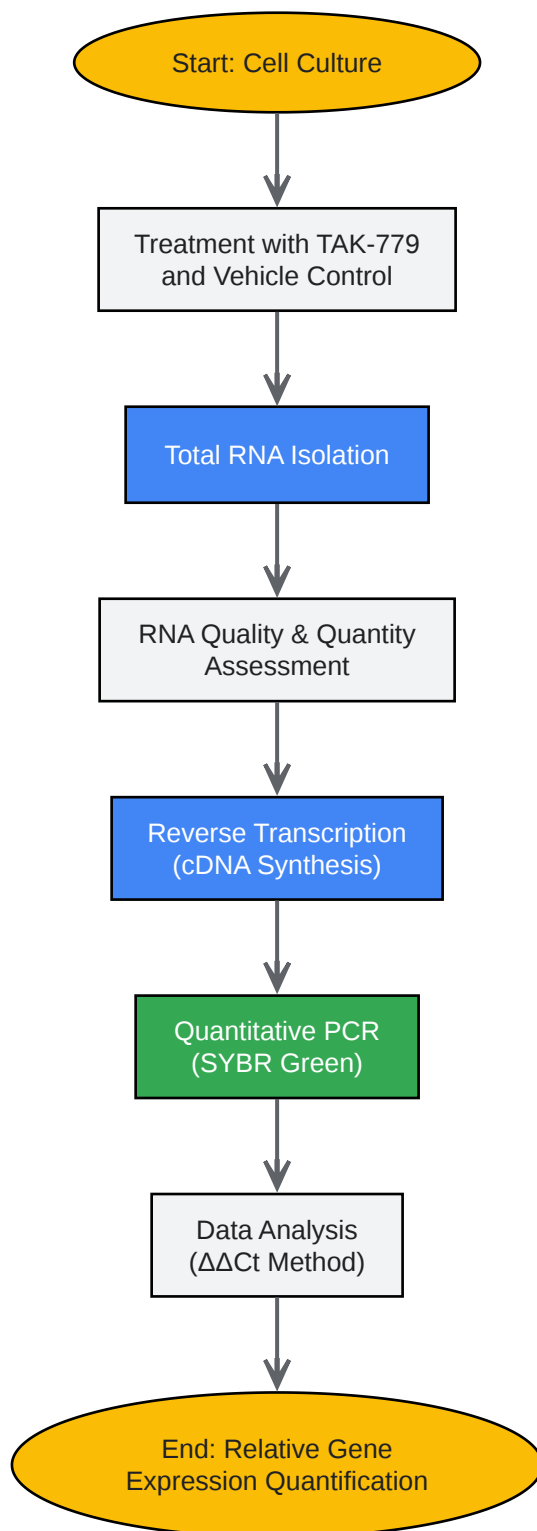 Start: Cell Culture
Treatment with TAK-779
and Vehicle Control
Total RNA Isolation
RNA Quality & Quantity
Assessment
Reverse Transcription
(cDNA Synthesis)
Quantitative PCR
(SYBR Green)
Data Analysis
(ΔΔCt Method)
End: Relative Gene
Expression Quantification